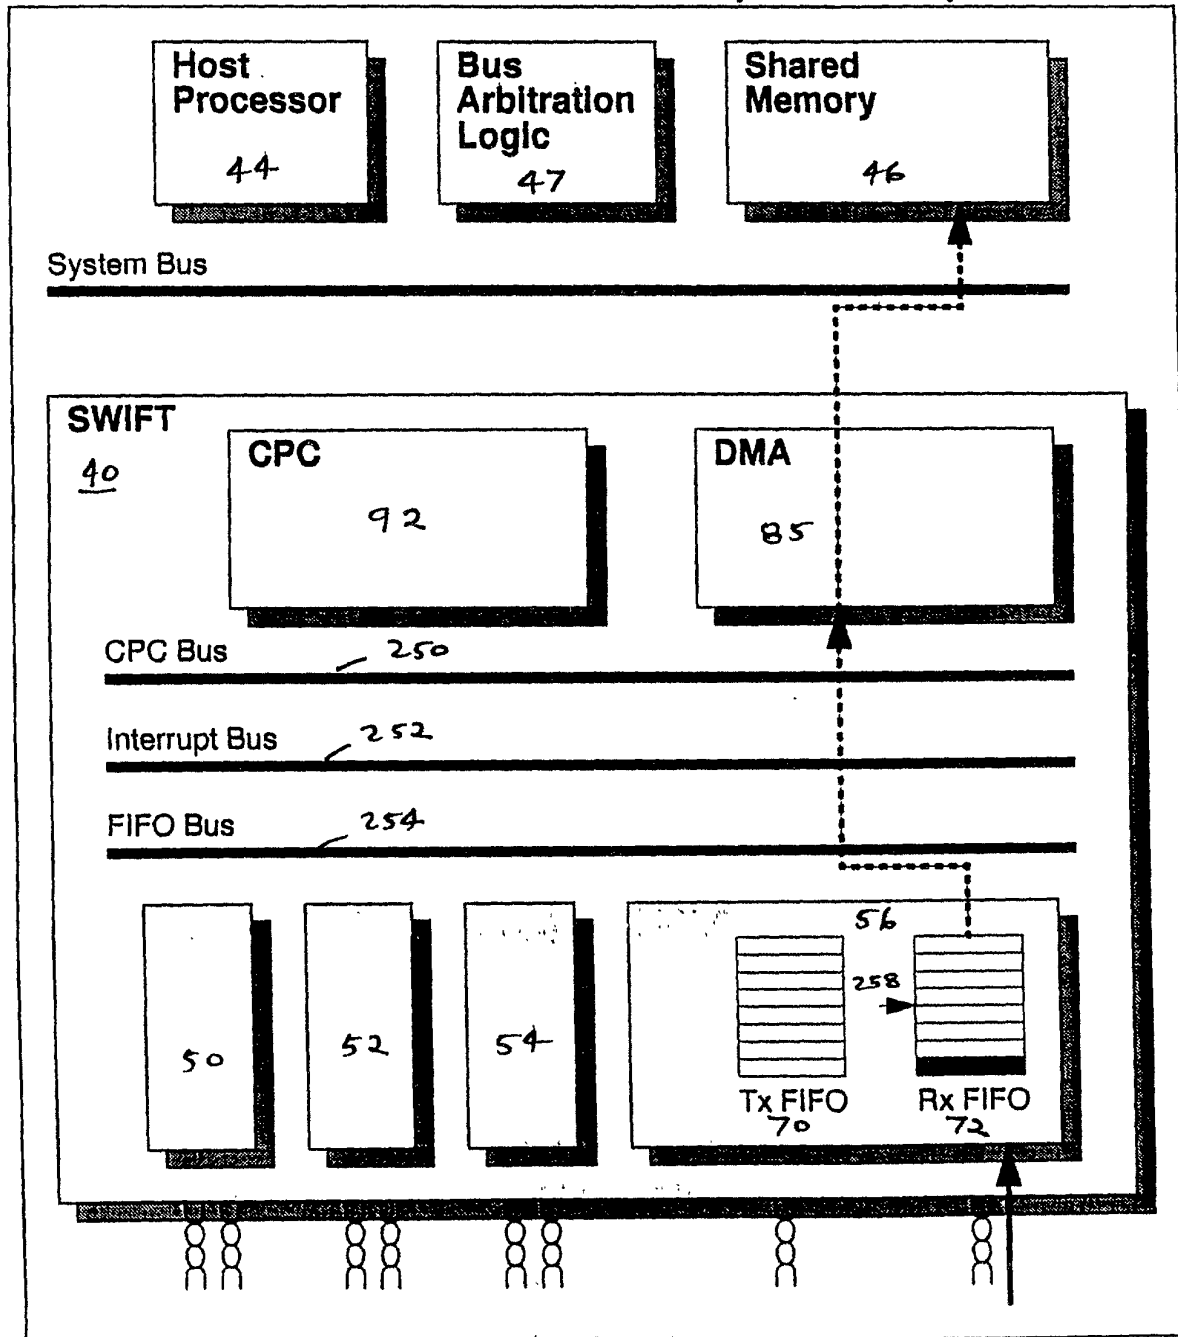 Host
Processor
44
Bus
Arbitration
Logic
47
Shared
Memory
46
System Bus
SWIFT
40
CPC
92
DMA
85
CPC Bus 250
Interrupt Bus 252
FIFO Bus 254
50
52
54
56
258
Tx FIFO
70
Rx FIFO
72